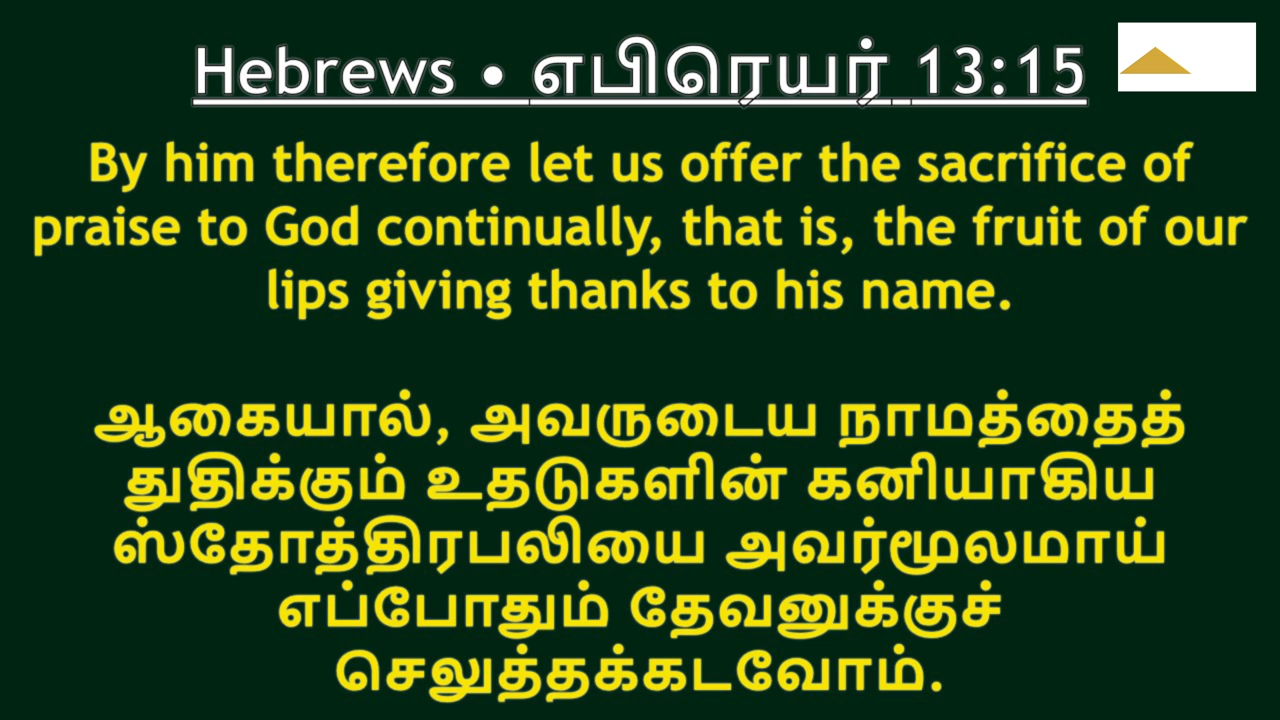 Hebrews • எபிரெயர் 13:15
By him therefore let us offer the sacrifice of
praise to God continually, that is, the fruit of our
lips giving thanks to his name.
ஆகையால், அவருடைய நாமத்தைத்
துதிக்கும் உதடுகளின் கனியாகிய
ஸ்தோத்திரபலியை அவர்மூலமாய்
எப்போதும் தேவனுக்குச்
செலுத்தக்கடவோம்.